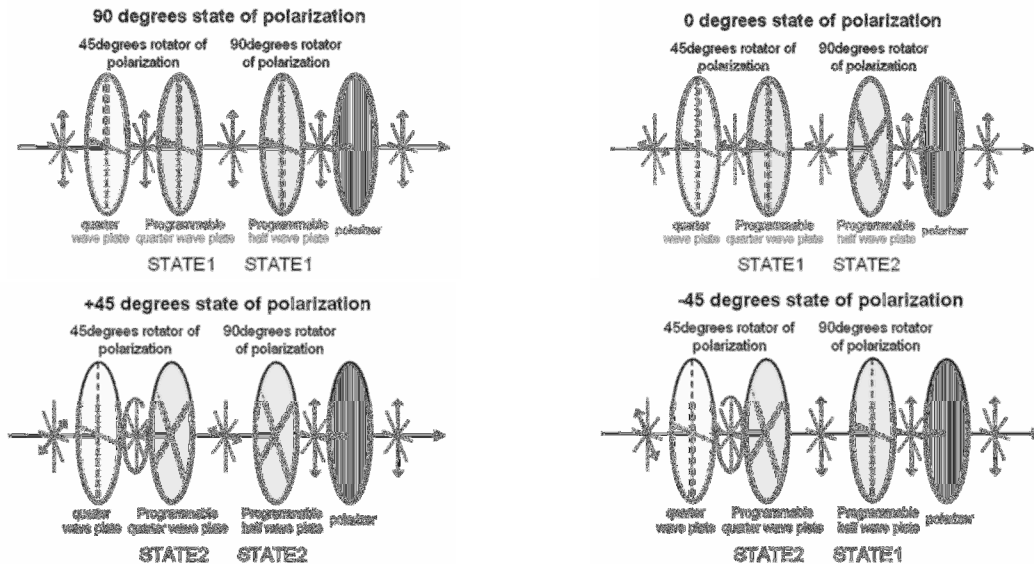 90 degrees state of polarization
45degrees rotator of
polarization
90degrees rotator
of polarization
quarter
wave plate
Programmable
quarter wave plate
Programmable
half wave plate
polarizer
STATE1
STATE1
0 degrees state of polarization
45degrees rotator of
polarization
90degrees rotator
of polarization
quarter
wave plate
Programmable
quarter wave plate
Programmable
half wave plate
polarizer
STATE1
STATE2
+45 degrees state of polarization
45degrees rotator of
polarization
90degrees rotator
of polarization
quarter
wave plate
Programmable
quarter wave plate
Programmable
half wave plate
polarizer
STATE2
STATE2
-45 degrees state of polarization
45degrees rotator of
polarization
90degrees rotator
of polarization
quarter
wave plate
Programmable
quarter wave plate
Programmable
half wave plate
polarizer
STATE2
STATE1